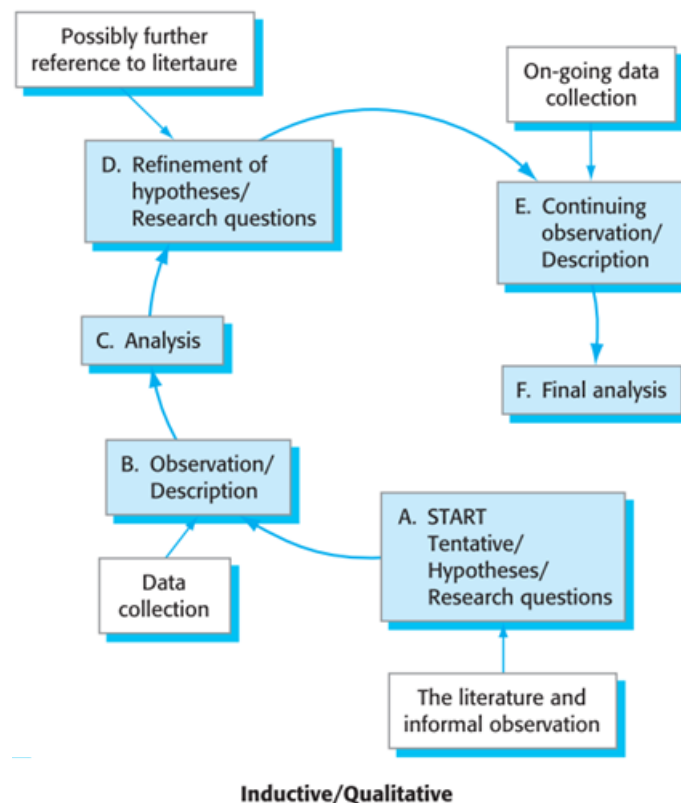 Possibly further
reference to litertaure
On-going data
collection
D. Refinement of
hypotheses/
Research questions
E. Continuing
observation/
Description
C. Analysis
F. Final analysis
B. Observation/
Description
A. START
Tentative/
Hypotheses/
Research questions
Data
collection
The literature and
informal observation
Inductive/Qualitative